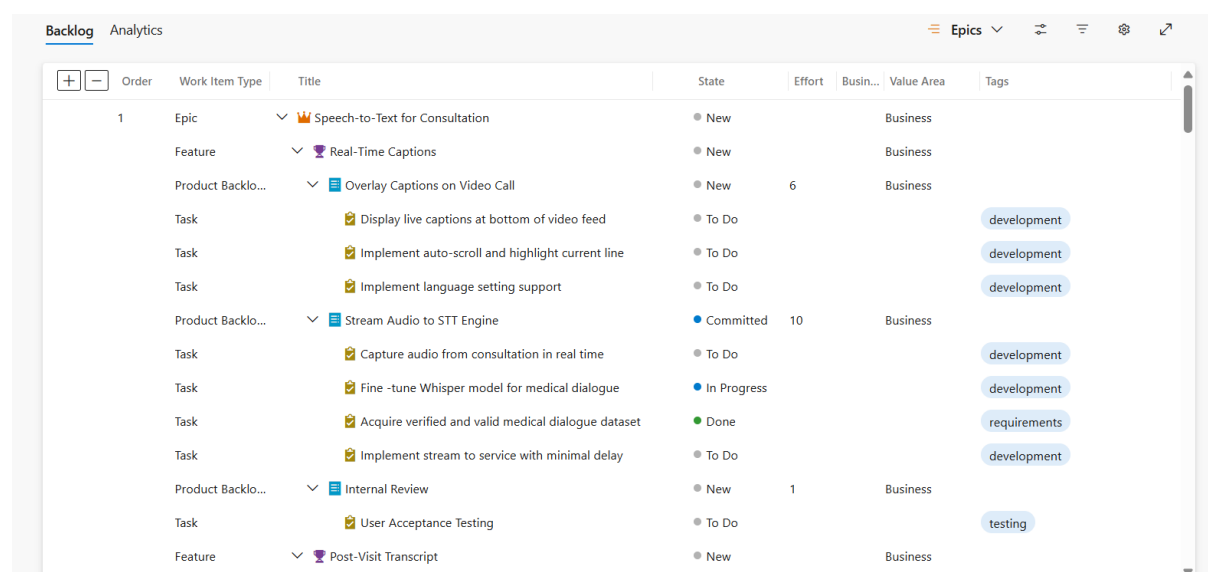 Backlog Analytics Epics
Order Work Item Type Title State Effort Busin... Value Area Tags
1 Epic Speech-to-Text for Consultation New Business
Feature Real-Time Captions New Business
Product Backlo... Overlay Captions on Video Call New 6 Business
Task Display live captions at bottom of video feed To Do development
Task Implement auto-scroll and highlight current line To Do development
Task Implement language setting support To Do development
Product Backlo... Stream Audio to STT Engine Committed 10 Business
Task Capture audio from consultation in real time To Do development
Task Fine -tune Whisper model for medical dialogue In Progress development
Task Acquire verified and valid medical dialogue dataset Done requirements
Task Implement stream to service with minimal delay To Do development
Product Backlo... Internal Review New 1 Business
Task User Acceptance Testing To Do testing
Feature Post-Visit Transcript New Business